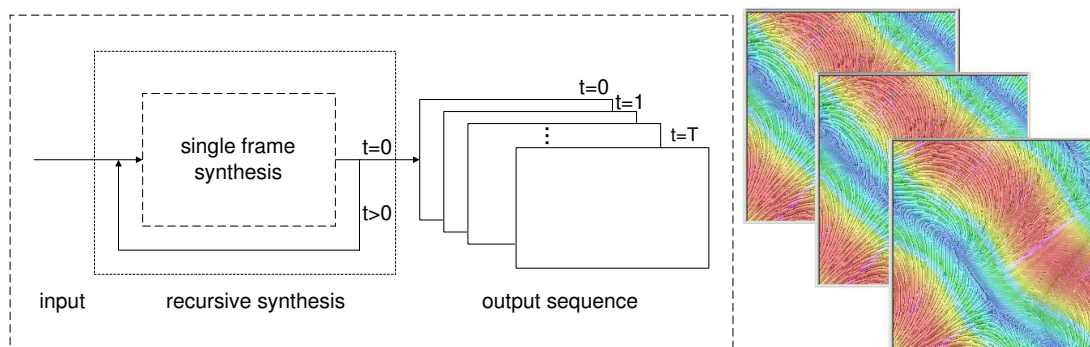 single frame
synthesis
t=0
t>0
t=0
t=1
⋮
t=T
input
recursive synthesis
output sequence